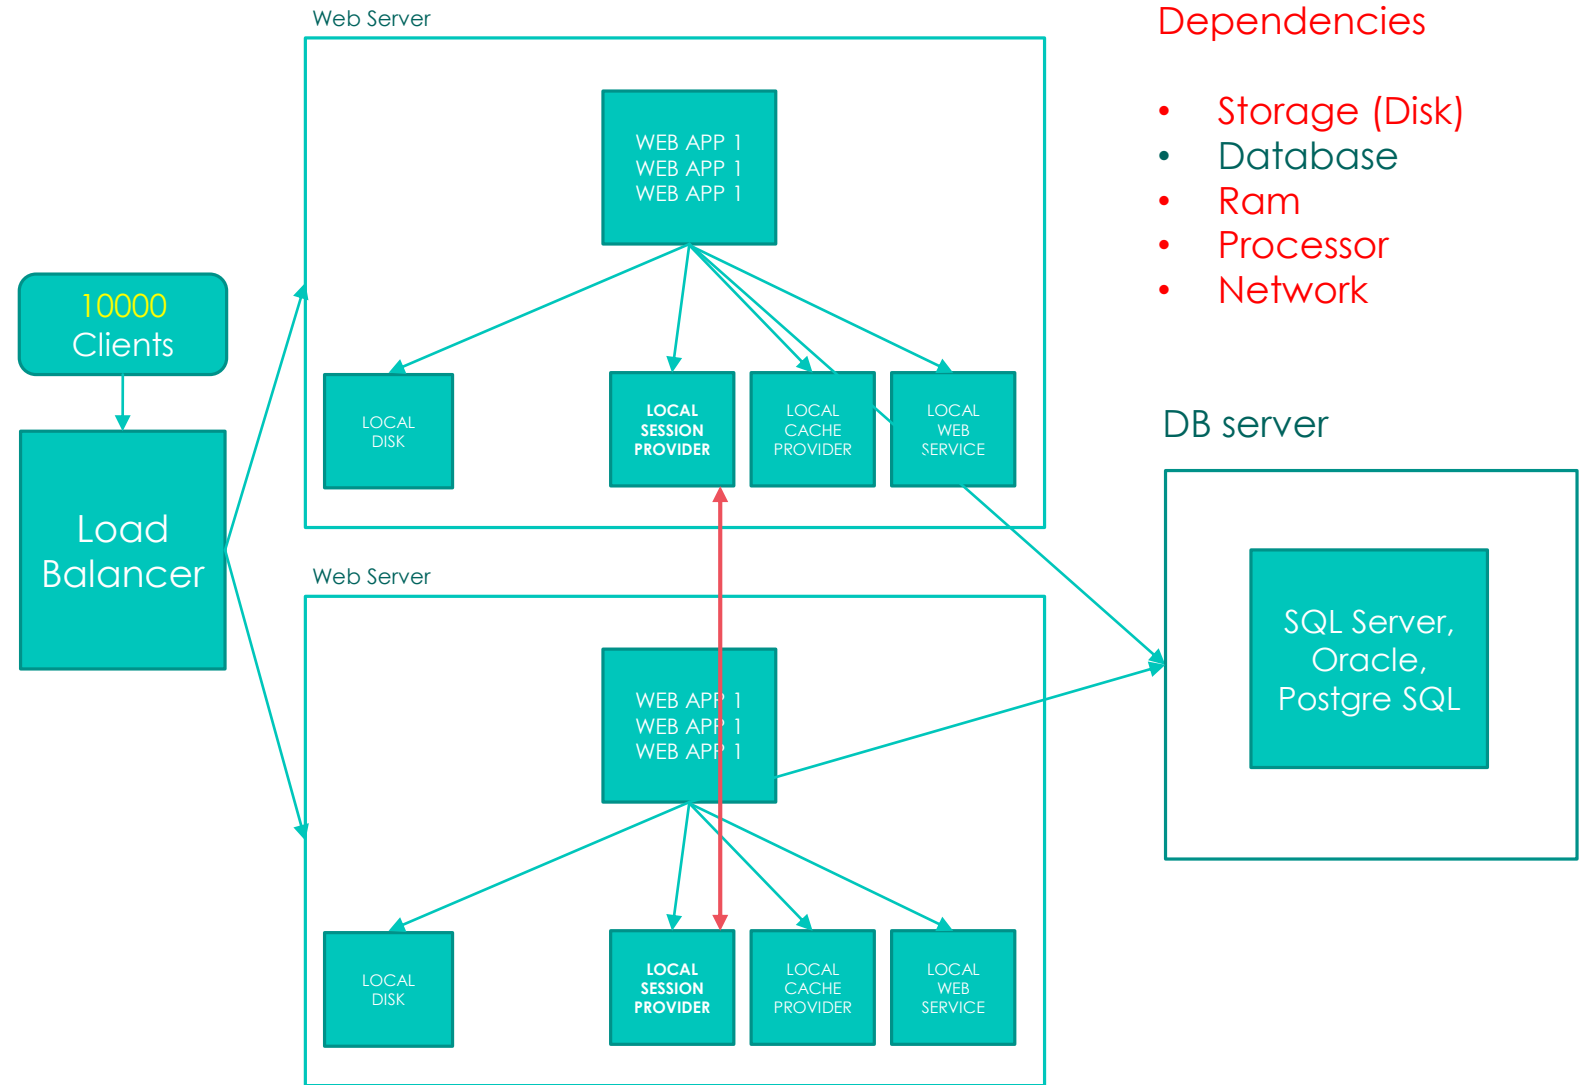 Web Server
WEB APP 1
WEB APP 1
WEB APP 1
LOCAL
DISK
LOCAL
SESSION
PROVIDER
LOCAL
CACHE
PROVIDER
LOCAL
WEB
SERVICE
10000
Clients
Load
Balancer
Web Server
WEB APP 1
WEB APP 1
WEB APP 1
LOCAL
DISK
LOCAL
SESSION
PROVIDER
LOCAL
CACHE
PROVIDER
LOCAL
WEB
SERVICE
Dependencies
• Storage (Disk)
• Database
• Ram
• Processor
• Network
DB server
SQL Server,
Oracle,
Postgre SQL